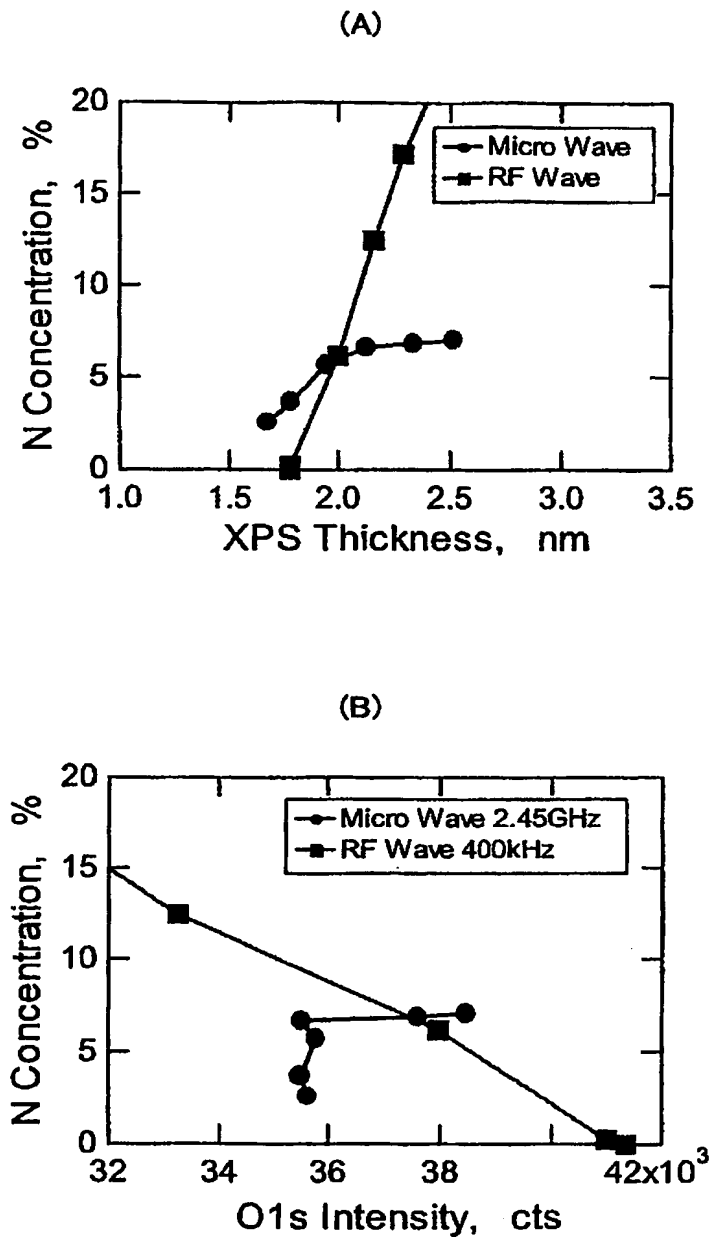 (A)
20
15
10
5
0
N Concentration, %
Micro Wave
RF Wave
1.0 1.5 2.0 2.5 3.0 3.5
XPS Thickness, nm
(B)
20
15
10
5
0
N Concentration, %
Micro Wave 2.45GHz
RF Wave 400kHz
32 34 36 38 42x10³
O1s Intensity, cts